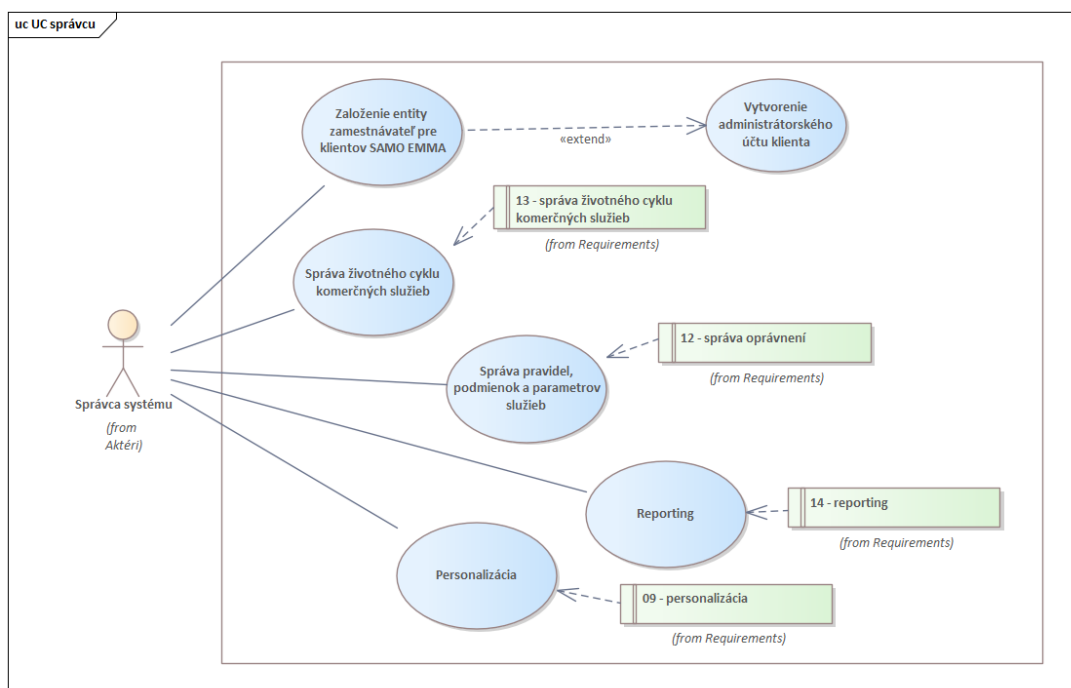 uc UC správcu
Založenie entity
zamestnávateľ pre
klientov SAMO EMMA
«extend»
Vytvorenie
administrátorského
účtu klienta
13 - správa životného cyklu
komerčných služieb
(from Requirements)
Správa životného cyklu
komerčných služieb
12 - správa oprávnení
(from Requirements)
Správa pravidel,
podmienok a parametrov
služieb
Správca systému
(from
Aktéri)
Reporting
14 - reporting
(from Requirements)
Personalizácia
09 - personalizácia
(from Requirements)